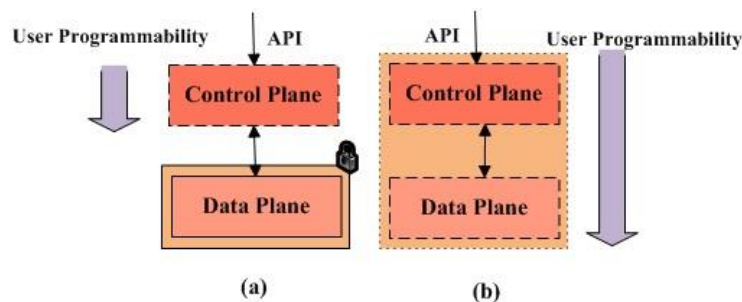 User Programmability
API
Control Plane
Data Plane
(a)
API
User Programmability
Control Plane
Data Plane
(b)